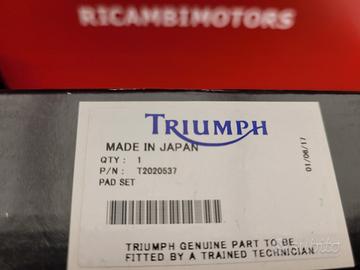 RICAMBIMOTORS
TRIUMPH
MADE IN JAPAN
QTY : 1
P/N : T2020537
PAD SET
01/06/17
TRIUMPH GENUINE PART TO BE
FITTED BY A TRAINED TECHNICIAN